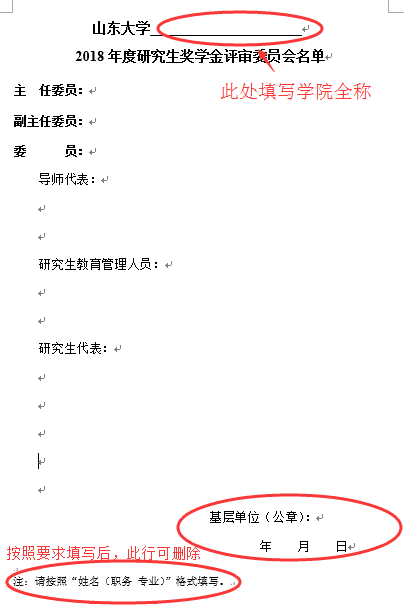 山东大学
2018 年度研究生奖学金评审委员会名单
此处填写学院全称
主 任委员：
副主任委员：
委 员：
导师代表：
研究生教育管理人员：
研究生代表：
基层单位（公章）：
年 月 日
按照要求填写后，此行可删除
注：请按照“姓名（职务 专业）”格式填写。